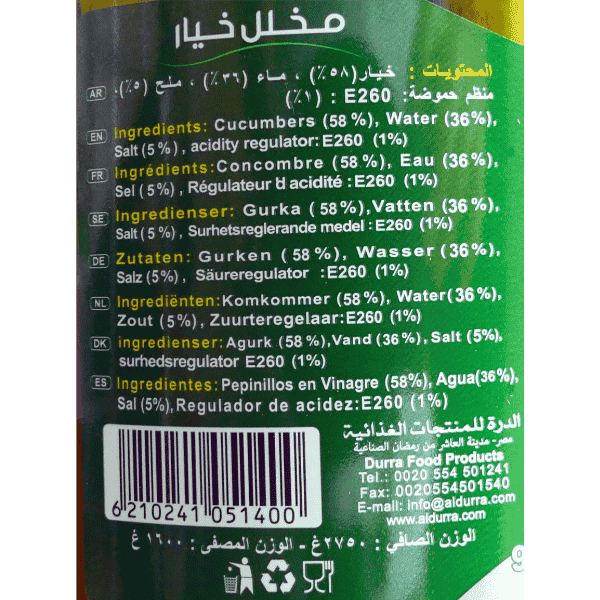 مخلل خيار
AR المحتويات : خيار(٥٨٪) ، ماء (٣٦٪) ، ملح (٥٪)،
منظم حموضة: E260 : (١٪)
EN Ingredients: Cucumbers (58 %), Water (36%),
Salt (5 %) , acidity regulator: E260 (1%)
FR Ingrédients: Concombre (58 %), Eau (36%),
Sel (5%) , Régulateur d acidité : E260 (1%)
SE Ingredienser: Gurka ( 58%),Vatten (36%),
Salt ( 5 %) , Surhetsreglerande medel : E260 (1%)
DE Zutaten: Gurken ( 58%), Wasser (36%),
Salz (5%) , Säureregulator :E260 (1%)
NL Ingrediënten:Komkommer (58%), Water(36%),
Zout (5%), Zuurteregelaar:E260 (1%)
DK ingredienser: Agurk (58 %),Vand (36%), Salt (5%),
surhedsregulator E260 (1%)
ES Ingredientes: Pepinillos en Vinagre (58%), Agua(36%),
Sal (5%), Regulador de acidez:E260 (1%)
الدرة للمنتجات الغذائية
مصر- مدينة العاشر من رمضان الصناعية
Durra Food Products
Tel.: 0020 554 501241
Fax: 0020554501540
E-mail: info@aldurra.com
www.aldurra.com
6 210241 051400
الوزن الصافي : ٢٧٥٠غ - الوزن المصفى : ١٦٠٠ غ